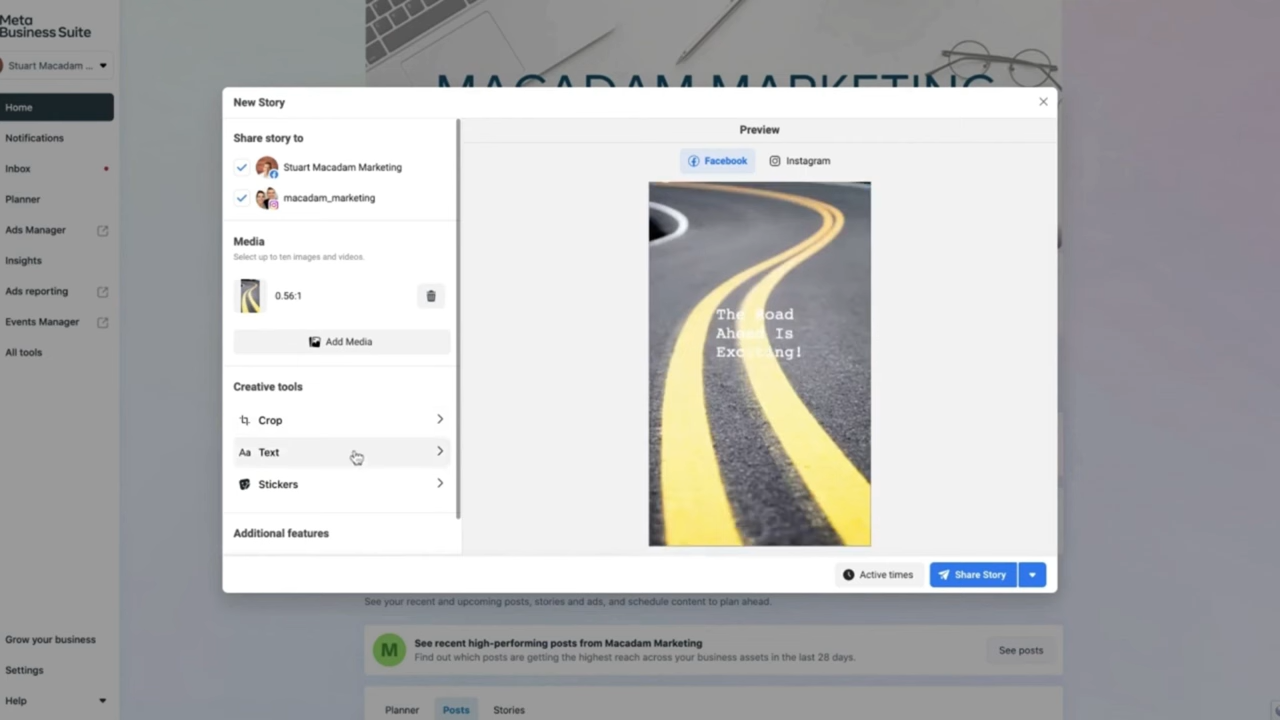 Meta
Business Suite
Stuart Macadam ...
Home
Notifications
Inbox
Planner
Ads Manager
Insights
Ads reporting
Events Manager
All tools
Grow your business
Settings
Help
MACADAM MARKETING
New Story
Share story to
Stuart Macadam Marketing
macadam_marketing
Media
Select up to ten images and videos.
0.56:1
Add Media
Creative tools
Crop
Aa Text
Stickers
Additional features
Preview
Facebook
Instagram
The Road
Ahead Is
Exciting!
Active times
Share Story
See your recent and upcoming posts, stories and ads, and schedule content to plan ahead.
M
See recent high-performing posts from Macadam Marketing
Find out which posts are getting the highest reach across your business assets in the last 28 days.
See posts
Planner
Posts
Stories